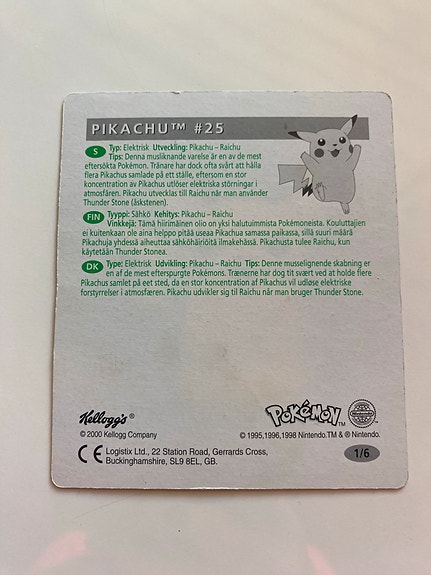 PIKACHU™ #25
S Typ: Elektrisk Utveckling: Pikachu – Raichu
Tips: Denna musliknande varelse är en av de mest
eftersökta Pokémon. Tränare har dock ofta svårt att hålla
flera Pikachus samlade på ett ställe, eftersom en stor
koncentration av Pikachus utlöser elektriska störningar i
atmosfären. Pikachu utvecklas till Raichu när man använder
Thunder Stone (åskstenen).
FIN Tyyppi: Sähkö Kehitys: Pikachu – Raichu
Vinkkejä: Tämä hiirimäinen olio on yksi halutuimmista Pokémoneista. Kouluttajien
ei kuitenkaan ole aina helppo pitää useaa Pikachua samassa paikassa, sillä suuri määrä
Pikachuja yhdessä aiheuttaa sähköhäiriöitä ilmakehässä. Pikachusta tulee Raichu, kun
käytetään Thunder Stonea.
DK Type: Elektrisk Udvikling: Pikachu – Raichu Tips: Denne musselignende skabning er
en af de mest efterspurgte Pokémons. Trænerne har dog tit svært ved at holde flere
Pikachus samlet på eet sted, da en stor koncentration af Pikachus vil udløse elektriske
forstyrrelser i atmosfæren. Pikachu udvikler sig til Raichu når man bruger Thunder Stone.
Kellogg's®
© 2000 Kellogg Company
POKéMON™
© 1995,1996,1998 Nintendo.TM & ® Nintendo.
CE Logistix Ltd., 22 Station Road, Gerrards Cross,
Buckinghamshire, SL9 8EL, GB.
1/6